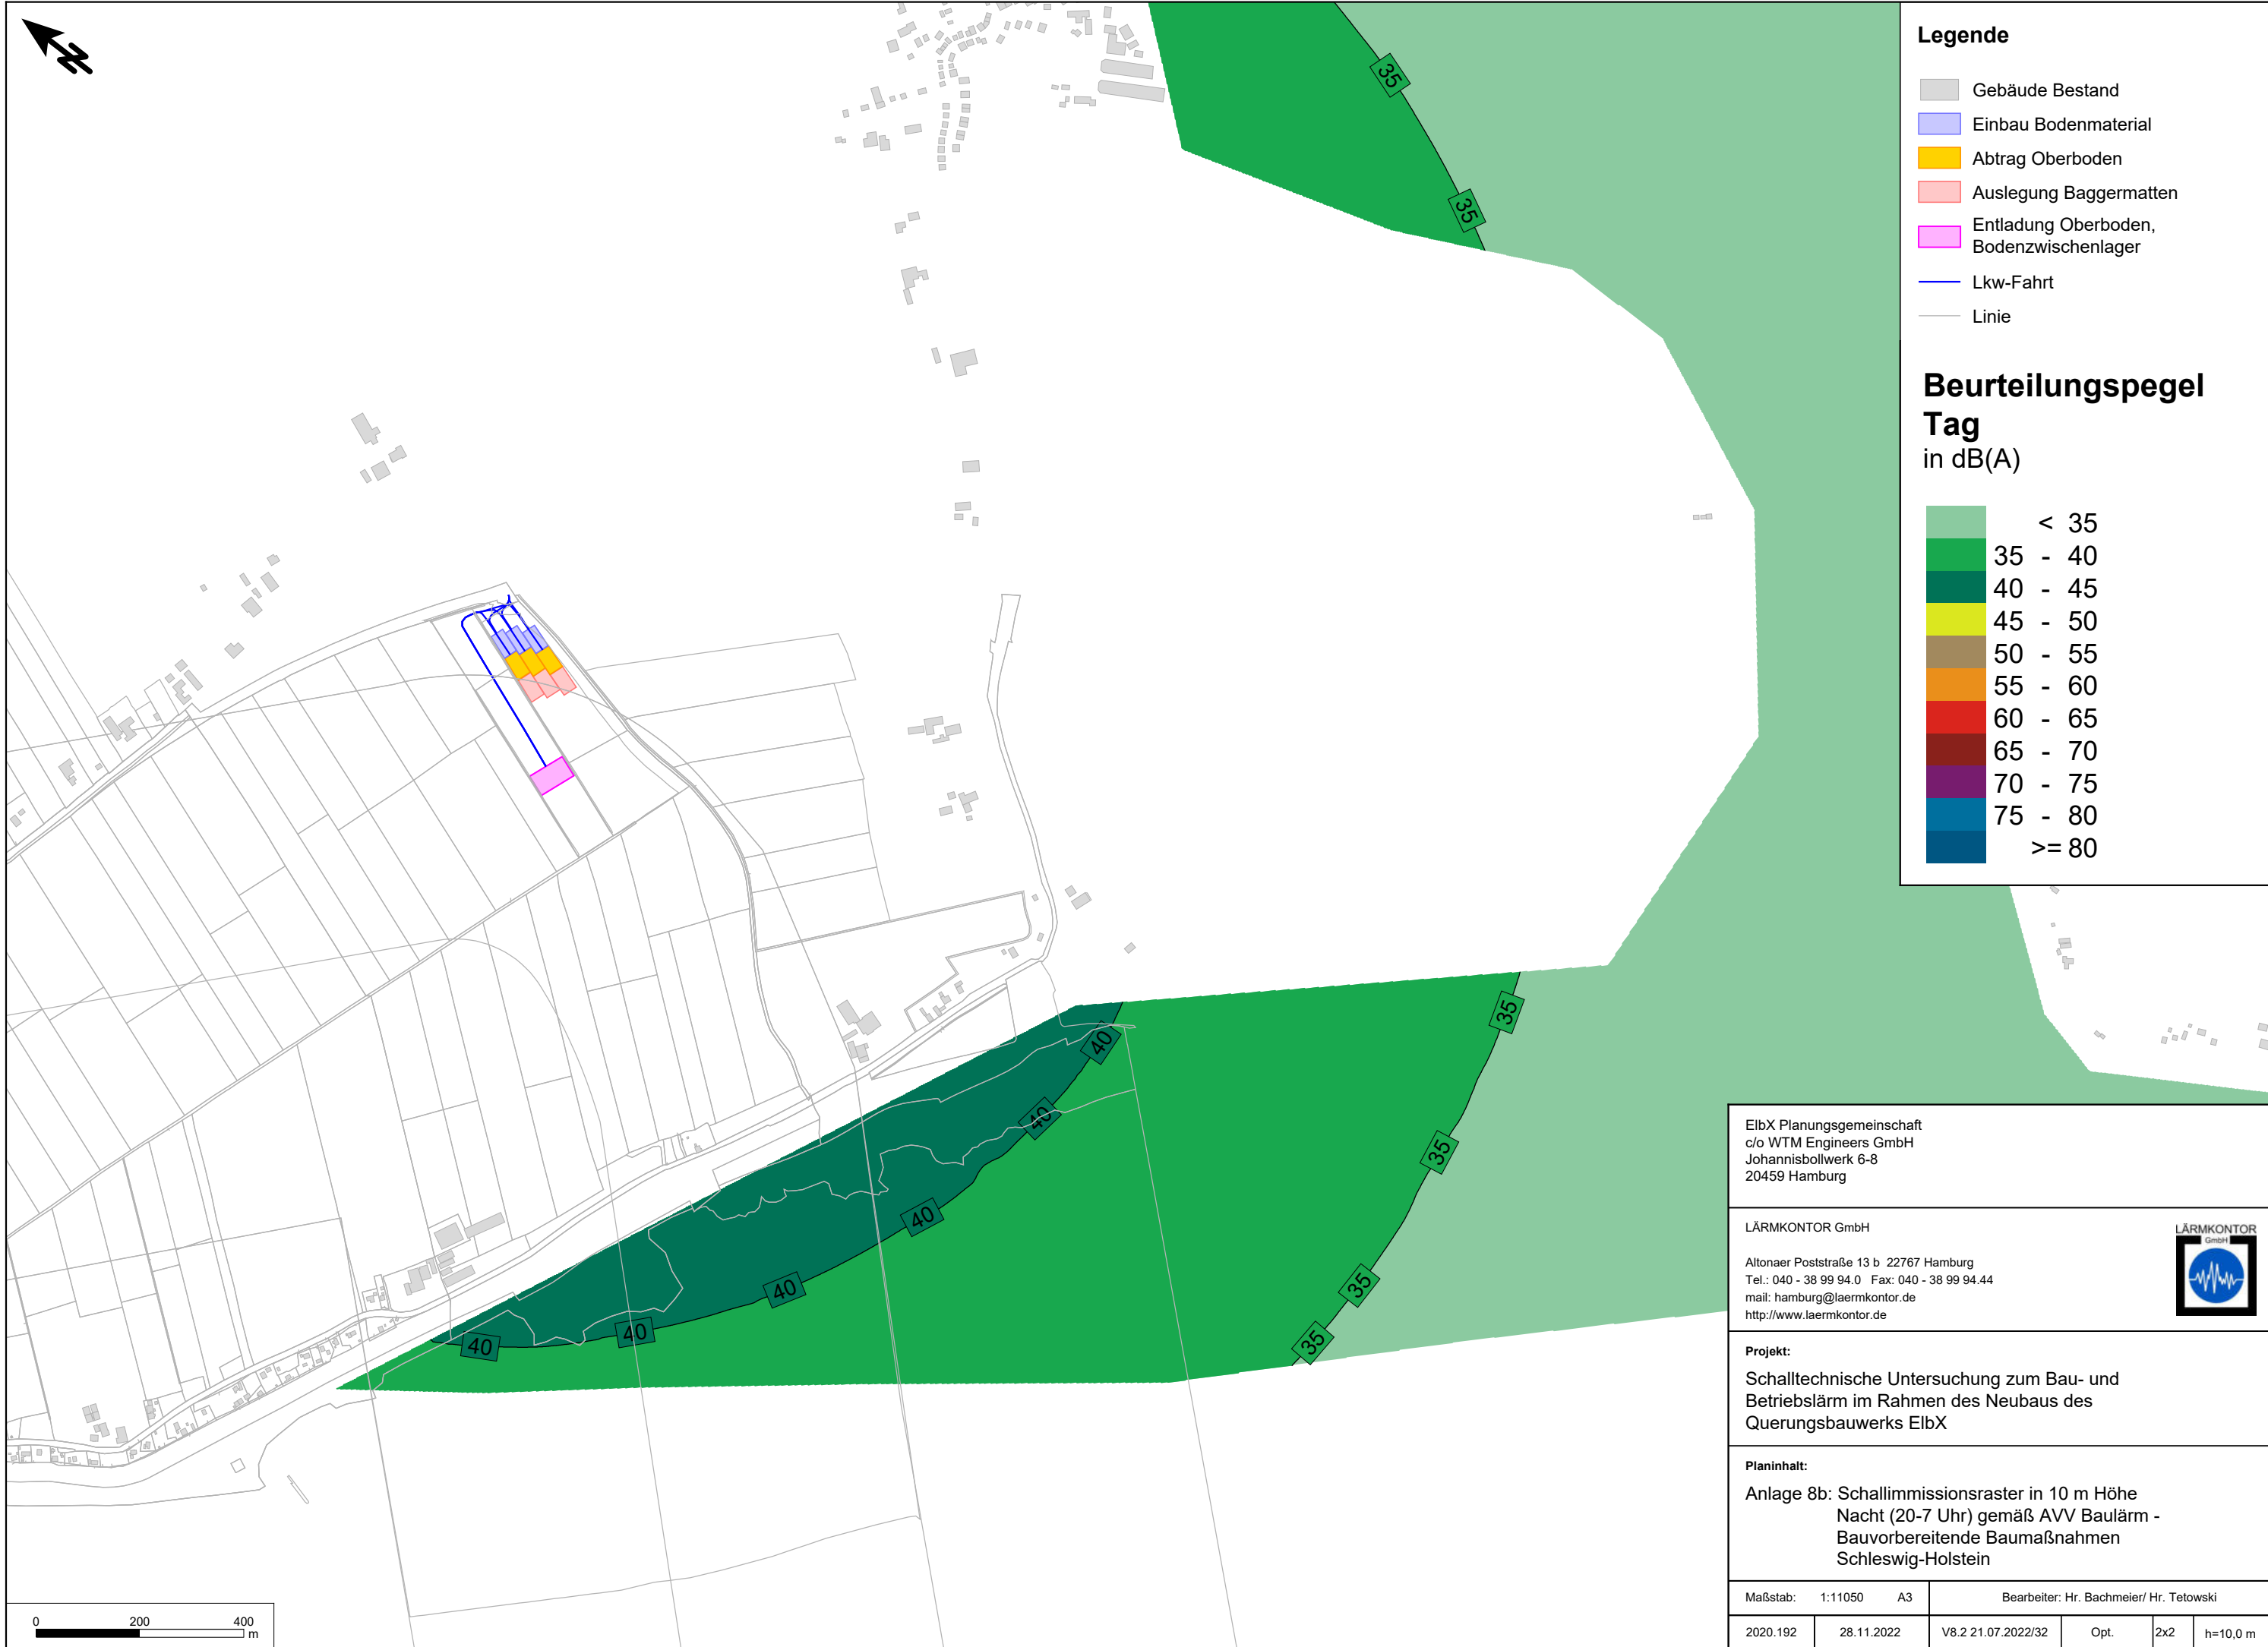 N
Legende
Gebäude Bestand
Einbau Bodenmaterial
Abtrag Oberboden
Auslegung Baggermatten
Entladung Oberboden,
Bodenzwischenlager
Lkw-Fahrt
Linie
Beurteilungspegel
Tag
in dB(A)
< 35
35 - 40
40 - 45
45 - 50
50 - 55
55 - 60
60 - 65
65 - 70
70 - 75
75 - 80
>= 80
35
35
35
35
35
35
40
40
40
40
40
40
ElbX Planungsgemeinschaft
c/o WTM Engineers GmbH
Johannisbollwerk 6-8
20459 Hamburg
LÄRMKONTOR GmbH
Altonaer Poststraße 13 b 22767 Hamburg
Tel.: 040 - 38 99 94.0 Fax: 040 - 38 99 94.44
mail: hamburg@laermkontor.de
http://www.laermkontor.de
LÄRMKONTOR
GmbH
Projekt:
Schalltechnische Untersuchung zum Bau- und
Betriebslärm im Rahmen des Neubaus des
Querungsbauwerks ElbX
Planinhalt:
Anlage 8b: Schallimmissionsraster in 10 m Höhe
Nacht (20-7 Uhr) gemäß AVV Baulärm -
Bauvorbereitende Baumaßnahmen
Schleswig-Holstein
Maßstab: 1:11050 A3 Bearbeiter: Hr. Bachmeier/ Hr. Tetowski
2020.192 28.11.2022 V8.2 21.07.2022/32 Opt. 2x2 h=10,0 m
0 200 400
m